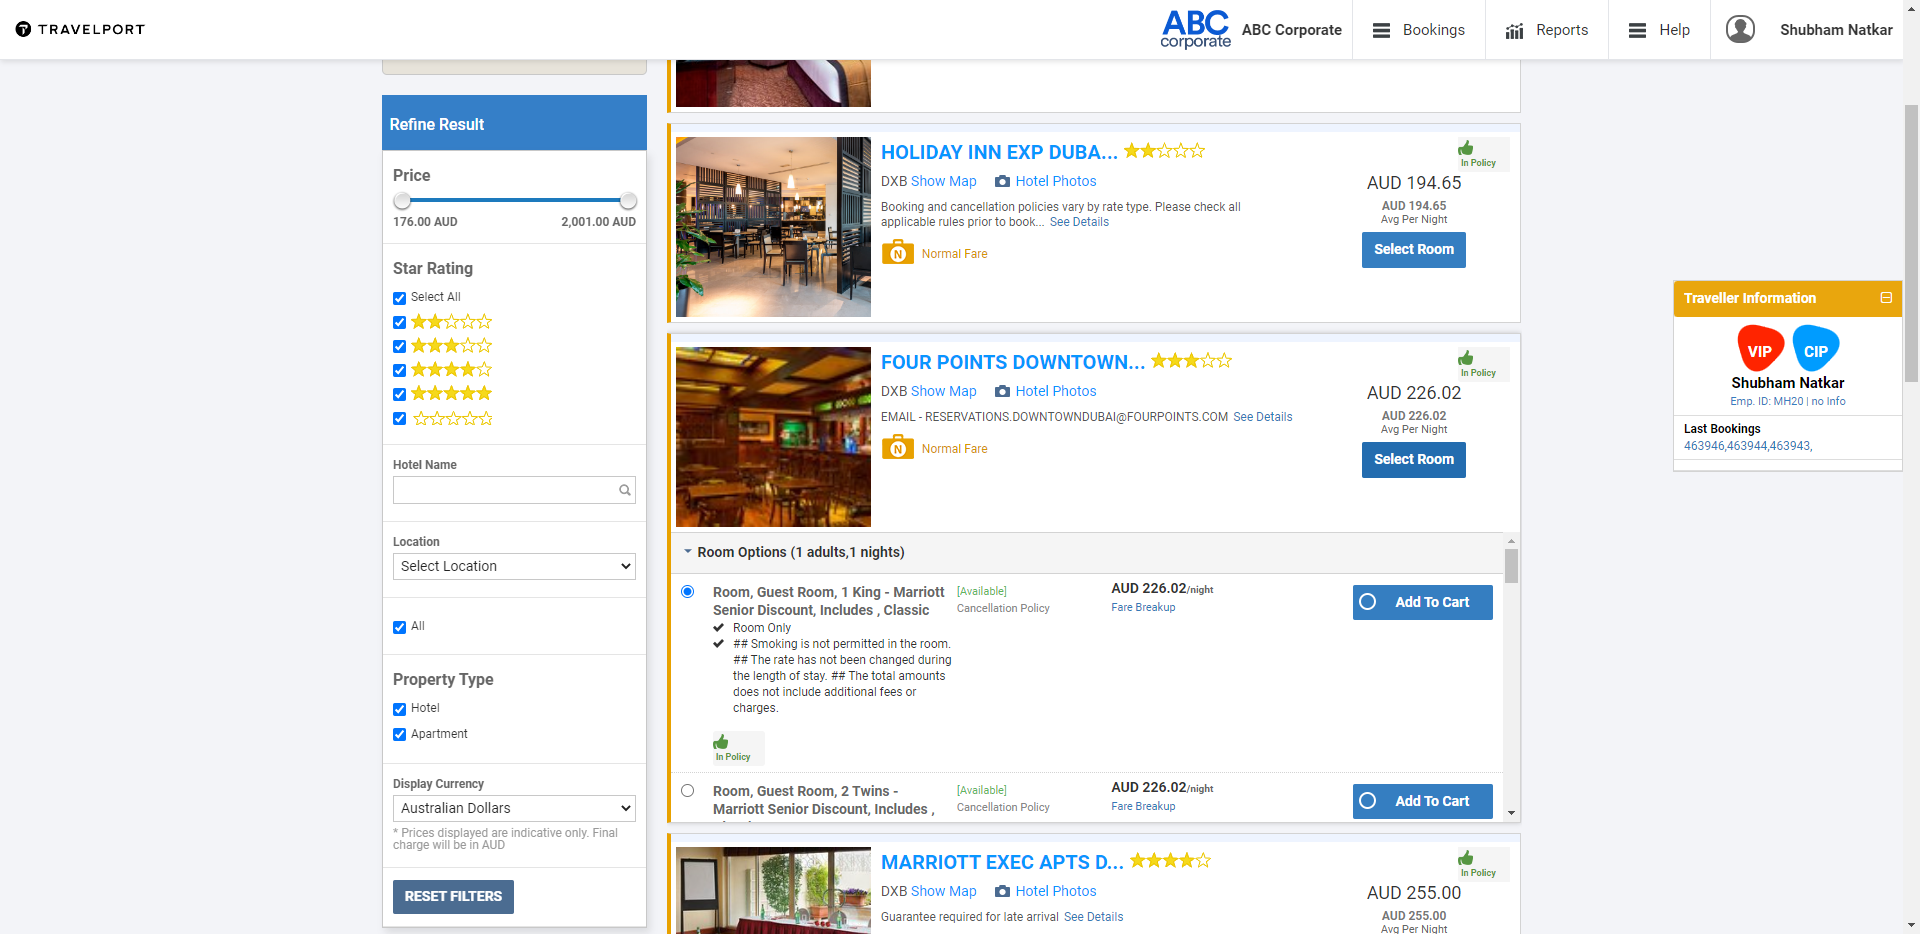 TRAVELPORT
ABC
corporate
ABC Corporate
Bookings
Reports
Help
Shubham Natkar
Refine Result
Price
176.00 AUD
2,001.00 AUD
Star Rating
Select All
Hotel Name
Location
Select Location
All
Property Type
Hotel
Apartment
Display Currency
Australian Dollars
* Prices displayed are indicative only. Final
charge will be in AUD
RESET FILTERS
HOLIDAY INN EXP DUBA...
DXB Show Map Hotel Photos
Booking and cancellation policies vary by rate type. Please check all
applicable rules prior to book... See Details
N Normal Fare
In Policy
AUD 194.65
AUD 194.65
Avg Per Night
Select Room
FOUR POINTS DOWNTOWN...
DXB Show Map Hotel Photos
EMAIL - RESERVATIONS.DOWNTOWNDUBAI@FOURPOINTS.COM See Details
N Normal Fare
In Policy
AUD 226.02
AUD 226.02
Avg Per Night
Select Room
Room Options (1 adults,1 nights)
Room, Guest Room, 1 King - Marriott
Senior Discount, Includes , Classic
Room Only
## Smoking is not permitted in the room.
## The rate has not been changed during
the length of stay. ## The total amounts
does not include additional fees or
charges.
In Policy
[Available]
Cancellation Policy
AUD 226.02/night
Fare Breakup
Add To Cart
Room, Guest Room, 2 Twins -
Marriott Senior Discount, Includes ,
[Available]
Cancellation Policy
AUD 226.02/night
Fare Breakup
Add To Cart
MARRIOTT EXEC APTS D...
DXB Show Map Hotel Photos
Guarantee required for late arrival See Details
In Policy
AUD 255.00
AUD 255.00
Avg Per Night
Traveller Information
VIP
CIP
Shubham Natkar
Emp. ID: MH20 | no Info
Last Bookings
463946,463944,463943,